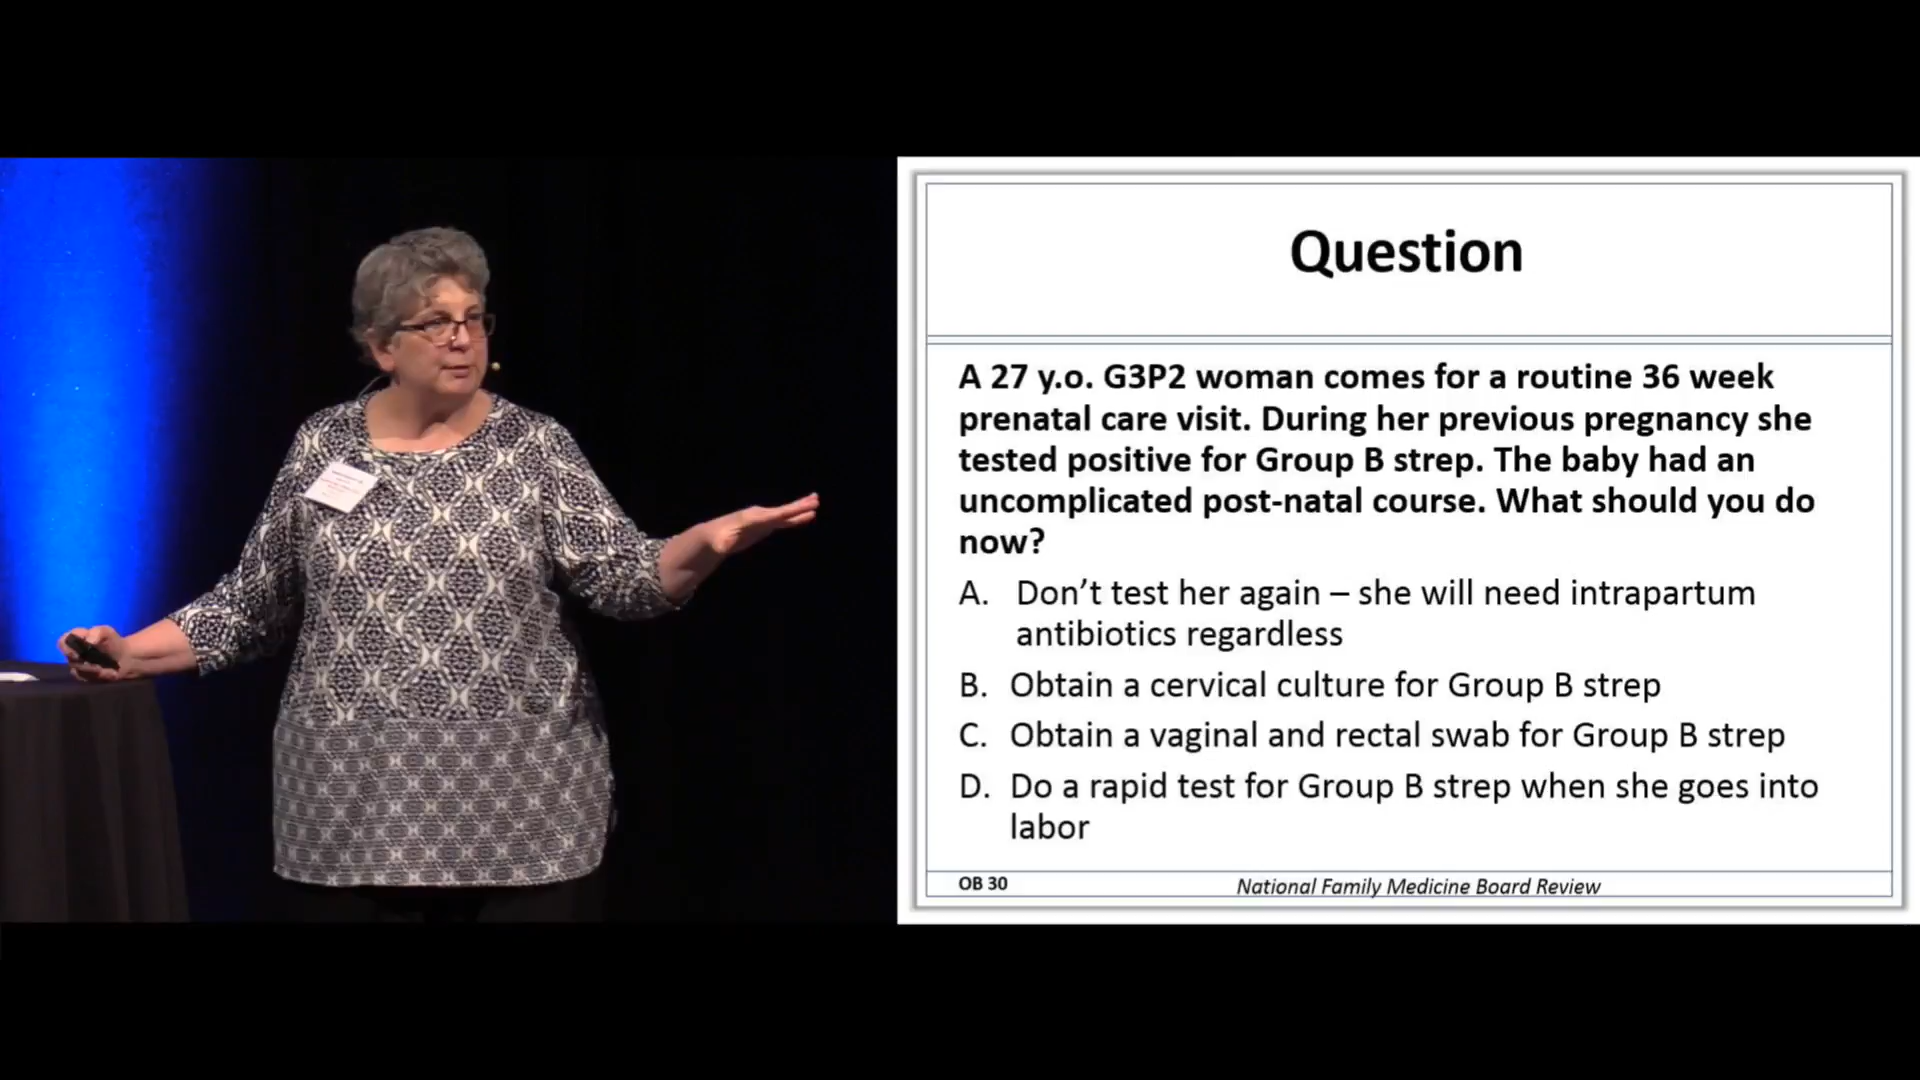 Question
A 27 y.o. G3P2 woman comes for a routine 36 week
prenatal care visit. During her previous pregnancy she
tested positive for Group B strep. The baby had an
uncomplicated post-natal course. What should you do
now?
A. Don’t test her again – she will need intrapartum
antibiotics regardless
B. Obtain a cervical culture for Group B strep
C. Obtain a vaginal and rectal swab for Group B strep
D. Do a rapid test for Group B strep when she goes into
labor
OB 30
National Family Medicine Board Review